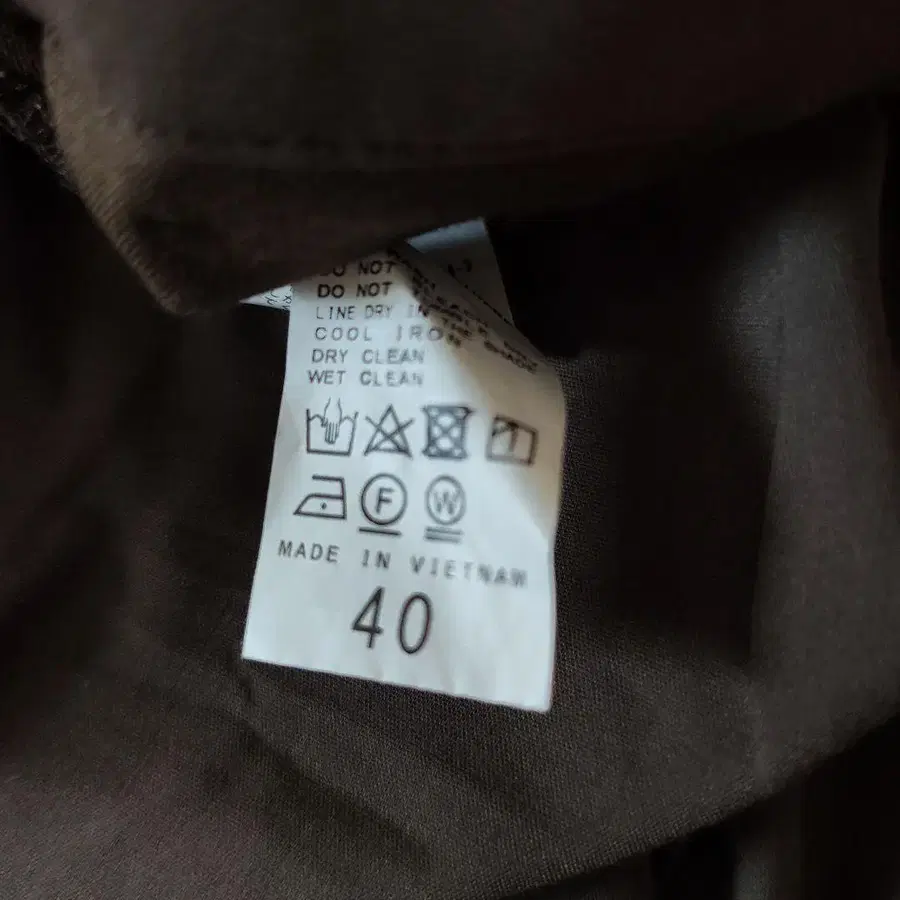 DO NOT
DO NOT
LINE DRY IN THE SHADE
COOL IRON
DRY CLEAN
WET CLEAN
F W
MADE IN VIETNAM
40